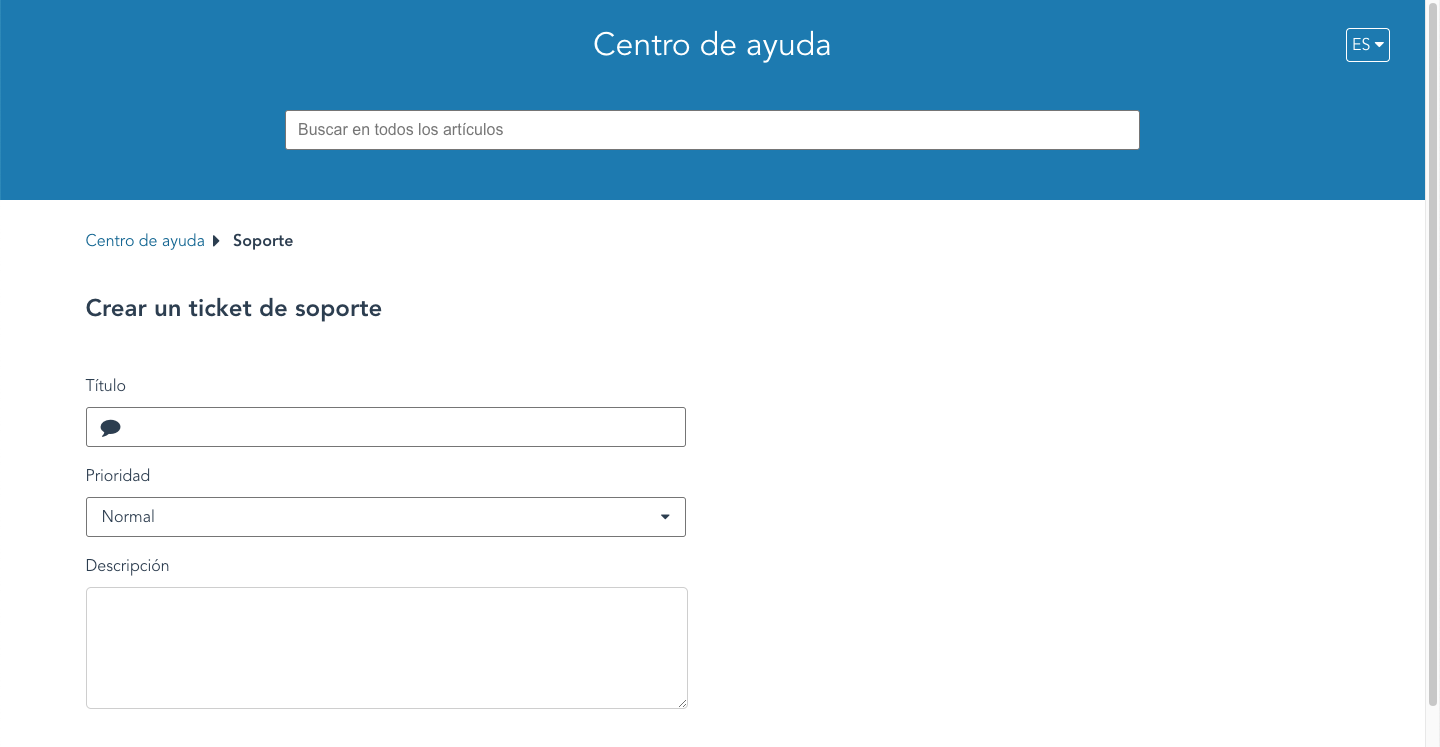 Centro de ayuda
ES
Buscar en todos los artículos
Centro de ayuda Soporte
Crear un ticket de soporte
Título
Prioridad
Normal
Descripción